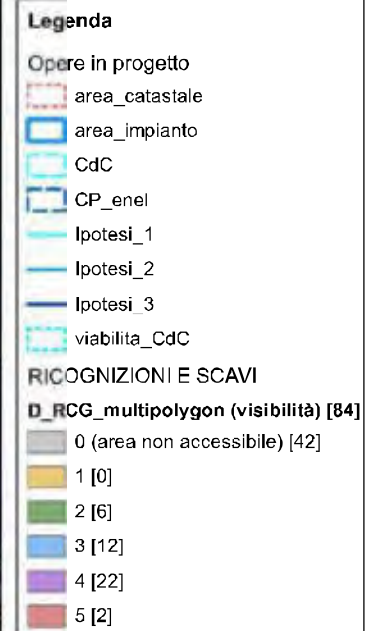 Legenda
Opere in progetto
area_catastale
area_impianto
CdC
CP_enel
Ipotesi_1
Ipotesi_2
Ipotesi_3
viabilita_CdC
RICOGNIZIONI E SCAVI
D_RCG_multipolygon (visibilità) [84]
0 (area non accessibile) [42]
1 [0]
2 [6]
3 [12]
4 [22]
5 [2]